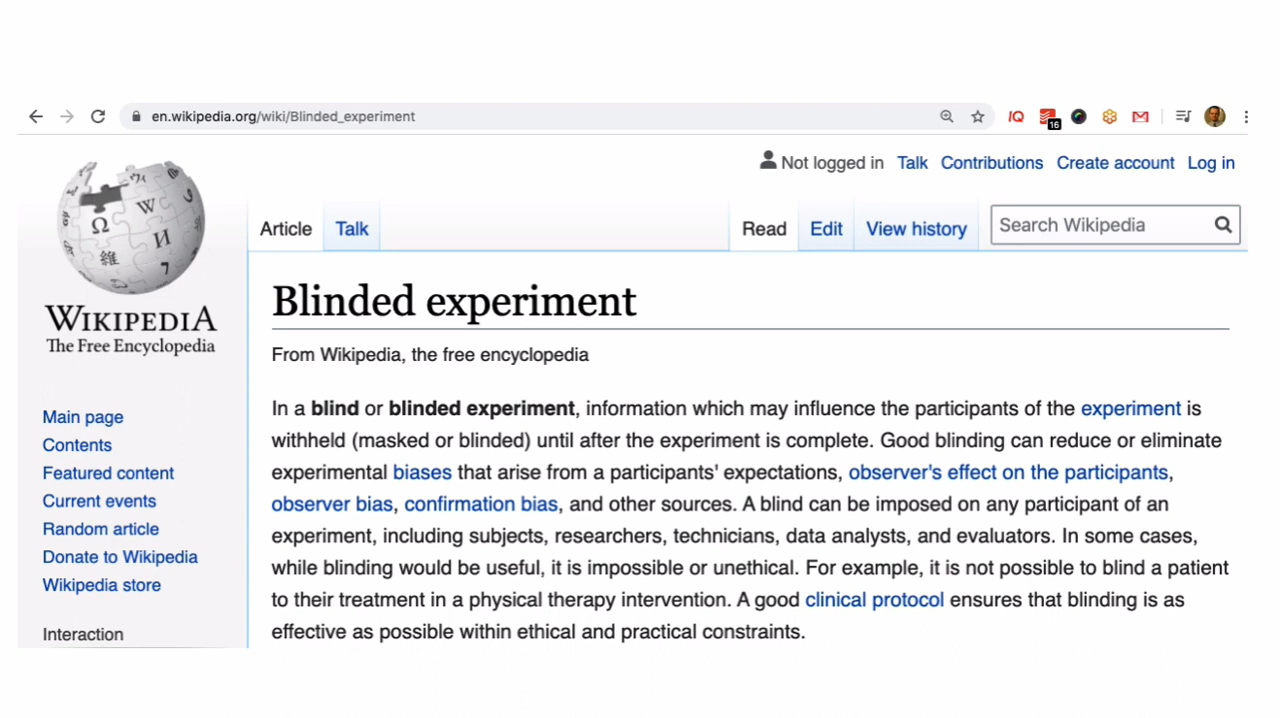 en.wikipedia.org/wiki/Blinded_experiment
IQ
16
Not logged in Talk Contributions Create account Log in
Article Talk Read Edit View history Search Wikipedia
Ω W И
維 7
WIKIPEDIA
The Free Encyclopedia
Blinded experiment
From Wikipedia, the free encyclopedia
In a blind or blinded experiment, information which may influence the participants of the experiment is
withheld (masked or blinded) until after the experiment is complete. Good blinding can reduce or eliminate
experimental biases that arise from a participants' expectations, observer's effect on the participants,
observer bias, confirmation bias, and other sources. A blind can be imposed on any participant of an
experiment, including subjects, researchers, technicians, data analysts, and evaluators. In some cases,
while blinding would be useful, it is impossible or unethical. For example, it is not possible to blind a patient
to their treatment in a physical therapy intervention. A good clinical protocol ensures that blinding is as
effective as possible within ethical and practical constraints.
Main page
Contents
Featured content
Current events
Random article
Donate to Wikipedia
Wikipedia store
Interaction